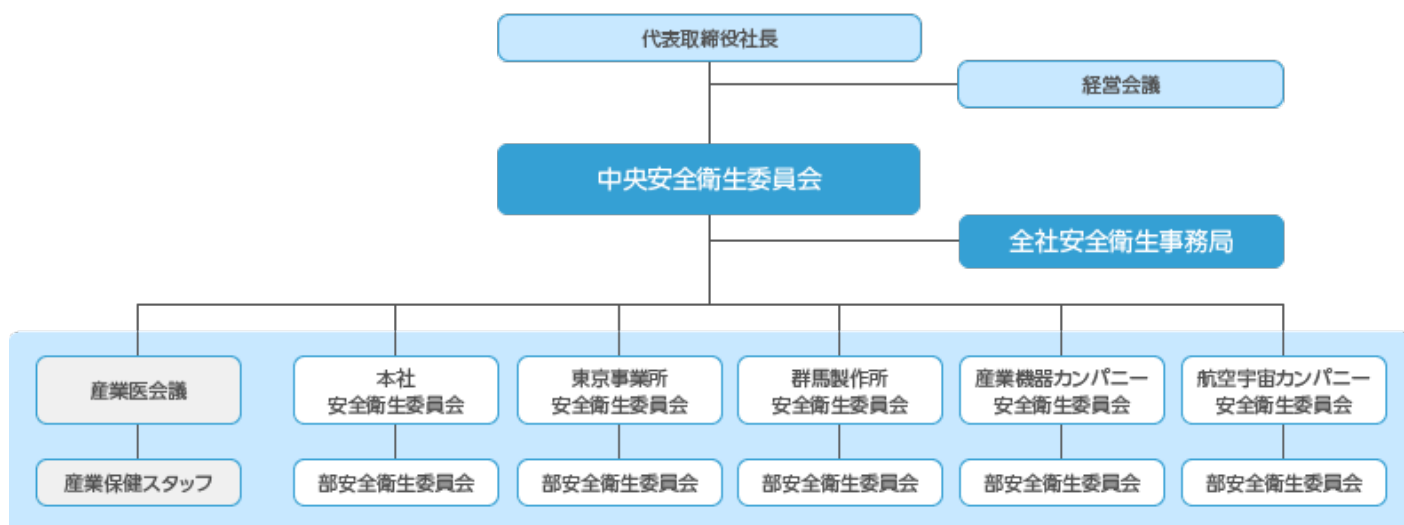 代表取締役社長
経営会議
中央安全衛生委員会
全社安全衛生事務局
産業医会議
本社
安全衛生委員会
東京事業所
安全衛生委員会
群馬製作所
安全衛生委員会
産業機器カンパニー
安全衛生委員会
航空宇宙カンパニー
安全衛生委員会
産業保健スタッフ
部安全衛生委員会
部安全衛生委員会
部安全衛生委員会
部安全衛生委員会
部安全衛生委員会